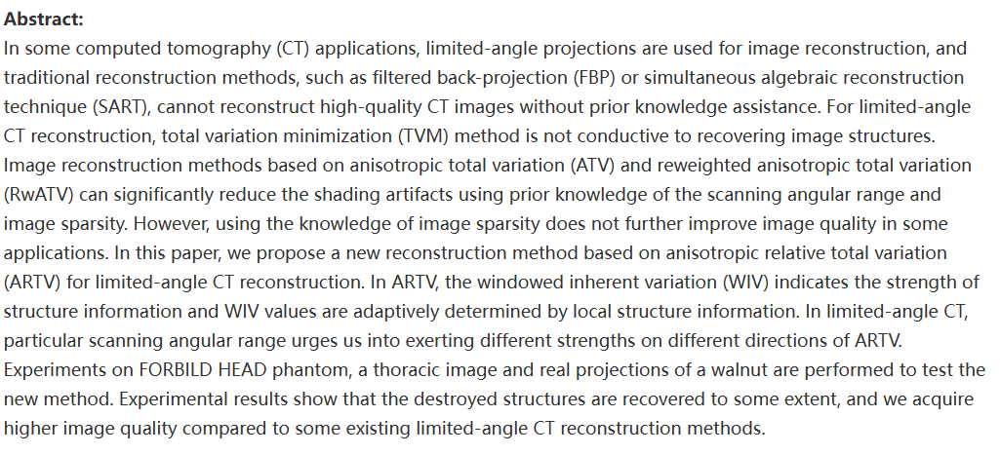 Abstract:
In some computed tomography (CT) applications, limited-angle projections are used for image reconstruction, and
traditional reconstruction methods, such as filtered back-projection (FBP) or simultaneous algebraic reconstruction
technique (SART), cannot reconstruct high-quality CT images without prior knowledge assistance. For limited-angle
CT reconstruction, total variation minimization (TVM) method is not conductive to recovering image structures.
Image reconstruction methods based on anisotropic total variation (ATV) and reweighted anisotropic total variation
(RwATV) can significantly reduce the shading artifacts using prior knowledge of the scanning angular range and
image sparsity. However, using the knowledge of image sparsity does not further improve image quality in some
applications. In this paper, we propose a new reconstruction method based on anisotropic relative total variation
(ARTV) for limited-angle CT reconstruction. In ARTV, the windowed inherent variation (WIV) indicates the strength of
structure information and WIV values are adaptively determined by local structure information. In limited-angle CT,
particular scanning angular range urges us into exerting different strengths on different directions of ARTV.
Experiments on FORBILD HEAD phantom, a thoracic image and real projections of a walnut are performed to test the
new method. Experimental results show that the destroyed structures are recovered to some extent, and we acquire
higher image quality compared to some existing limited-angle CT reconstruction methods.